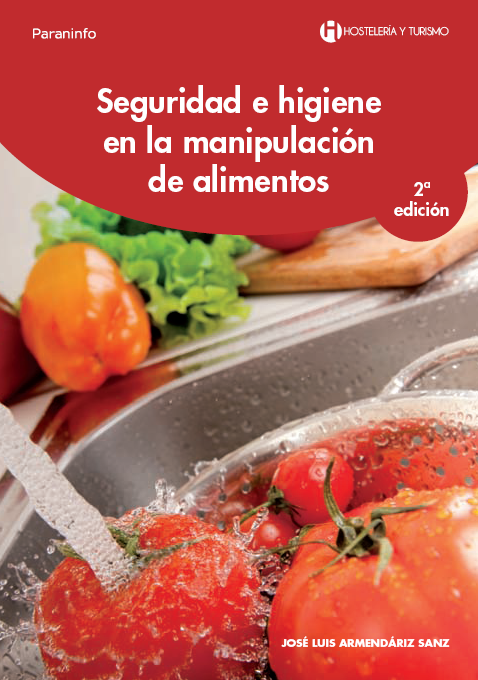 Paraninfo
HOSTELERÍA Y TURISMO
Seguridad e higiene
en la manipulación
de alimentos
2ª
edición
JOSÉ LUIS ARMENDÁRIZ SANZ